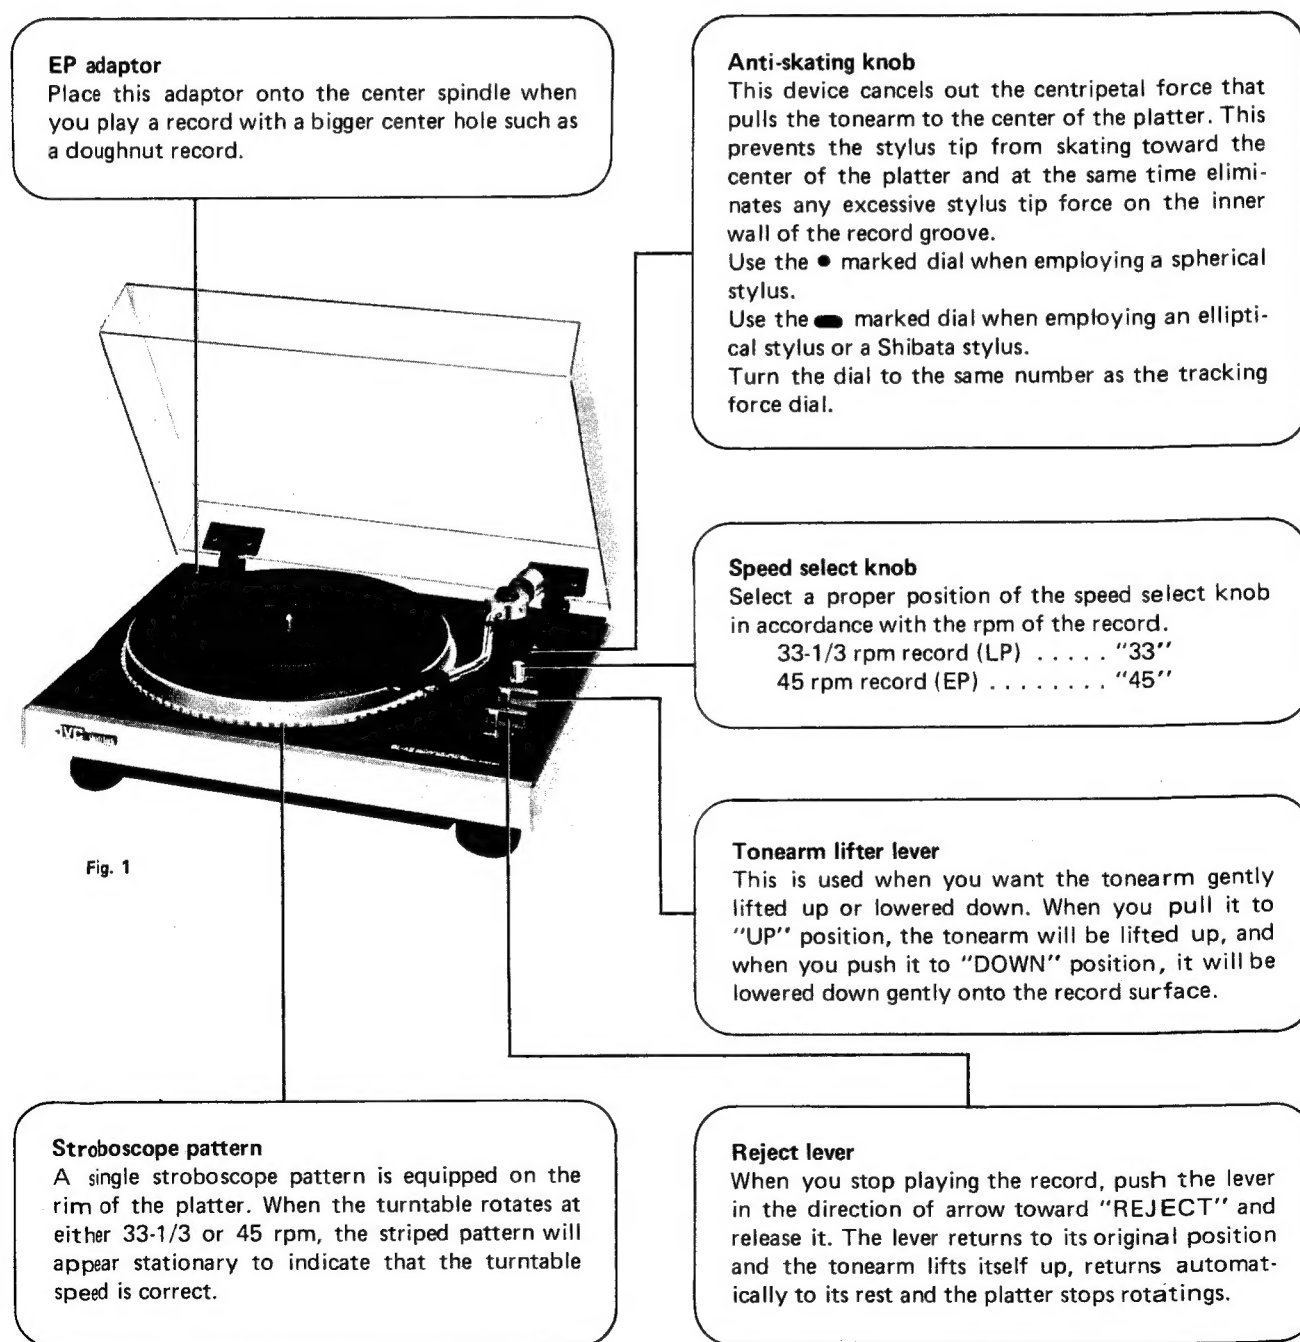 EP adaptor
Place this adaptor onto the center spindle when
you play a record with a bigger center hole such as
a doughnut record.
Anti-skating knob
This device cancels out the centripetal force that
pulls the tonearm to the center of the platter. This
prevents the stylus tip from skating toward the
center of the platter and at the same time elimi-
nates any excessive stylus tip force on the inner
wall of the record groove.
Use the ● marked dial when employing a spherical
stylus.
Use the ⬬ marked dial when employing an ellipti-
cal stylus or a Shibata stylus.
Turn the dial to the same number as the tracking
force dial.
Speed select knob
Select a proper position of the speed select knob
in accordance with the rpm of the record.
33-1/3 rpm record (LP) ..... "33"
45 rpm record (EP) ........ "45"
JVC
Fig. 1
Tonearm lifter lever
This is used when you want the tonearm gently
lifted up or lowered down. When you pull it to
"UP" position, the tonearm will be lifted up, and
when you push it to "DOWN" position, it will be
lowered down gently onto the record surface.
Stroboscope pattern
A single stroboscope pattern is equipped on the
rim of the platter. When the turntable rotates at
either 33-1/3 or 45 rpm, the striped pattern will
appear stationary to indicate that the turntable
speed is correct.
Reject lever
When you stop playing the record, push the lever
in the direction of arrow toward "REJECT" and
release it. The lever returns to its original position
and the tonearm lifts itself up, returns automat-
ically to its rest and the platter stops rotatings.